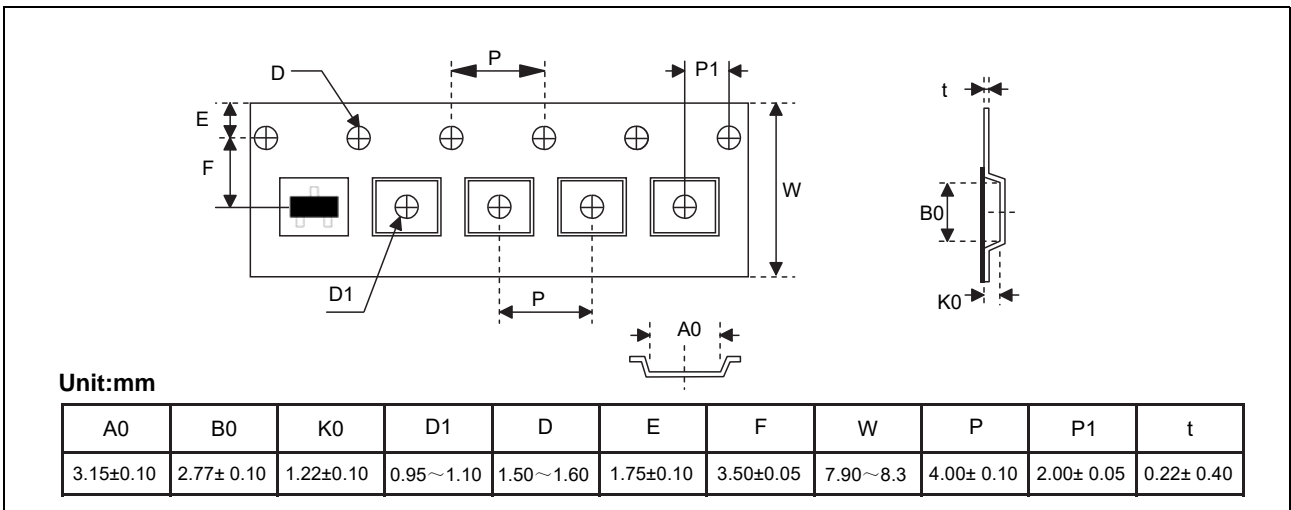 P
D
P1
t
E
F
W
B0
D1
P
K0
A0
Unit:mm
A0 B0 K0 D1 D E F W P P1 t
3.15±0.10 2.77± 0.10 1.22±0.10 0.95～1.10 1.50～1.60 1.75±0.10 3.50±0.05 7.90～8.3 4.00± 0.10 2.00± 0.05 0.22± 0.40